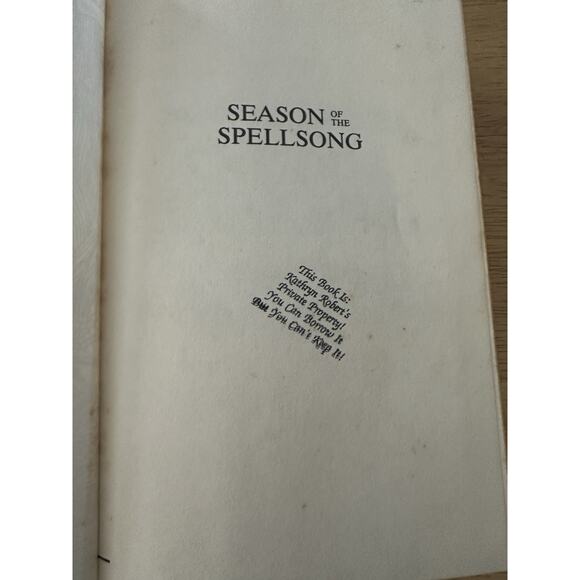 SEASON OF THE
SPELLSONG
This Book Is:
Kathryn Robert's
Private Property!
You Can Borrow It
But You Can't Keep It!